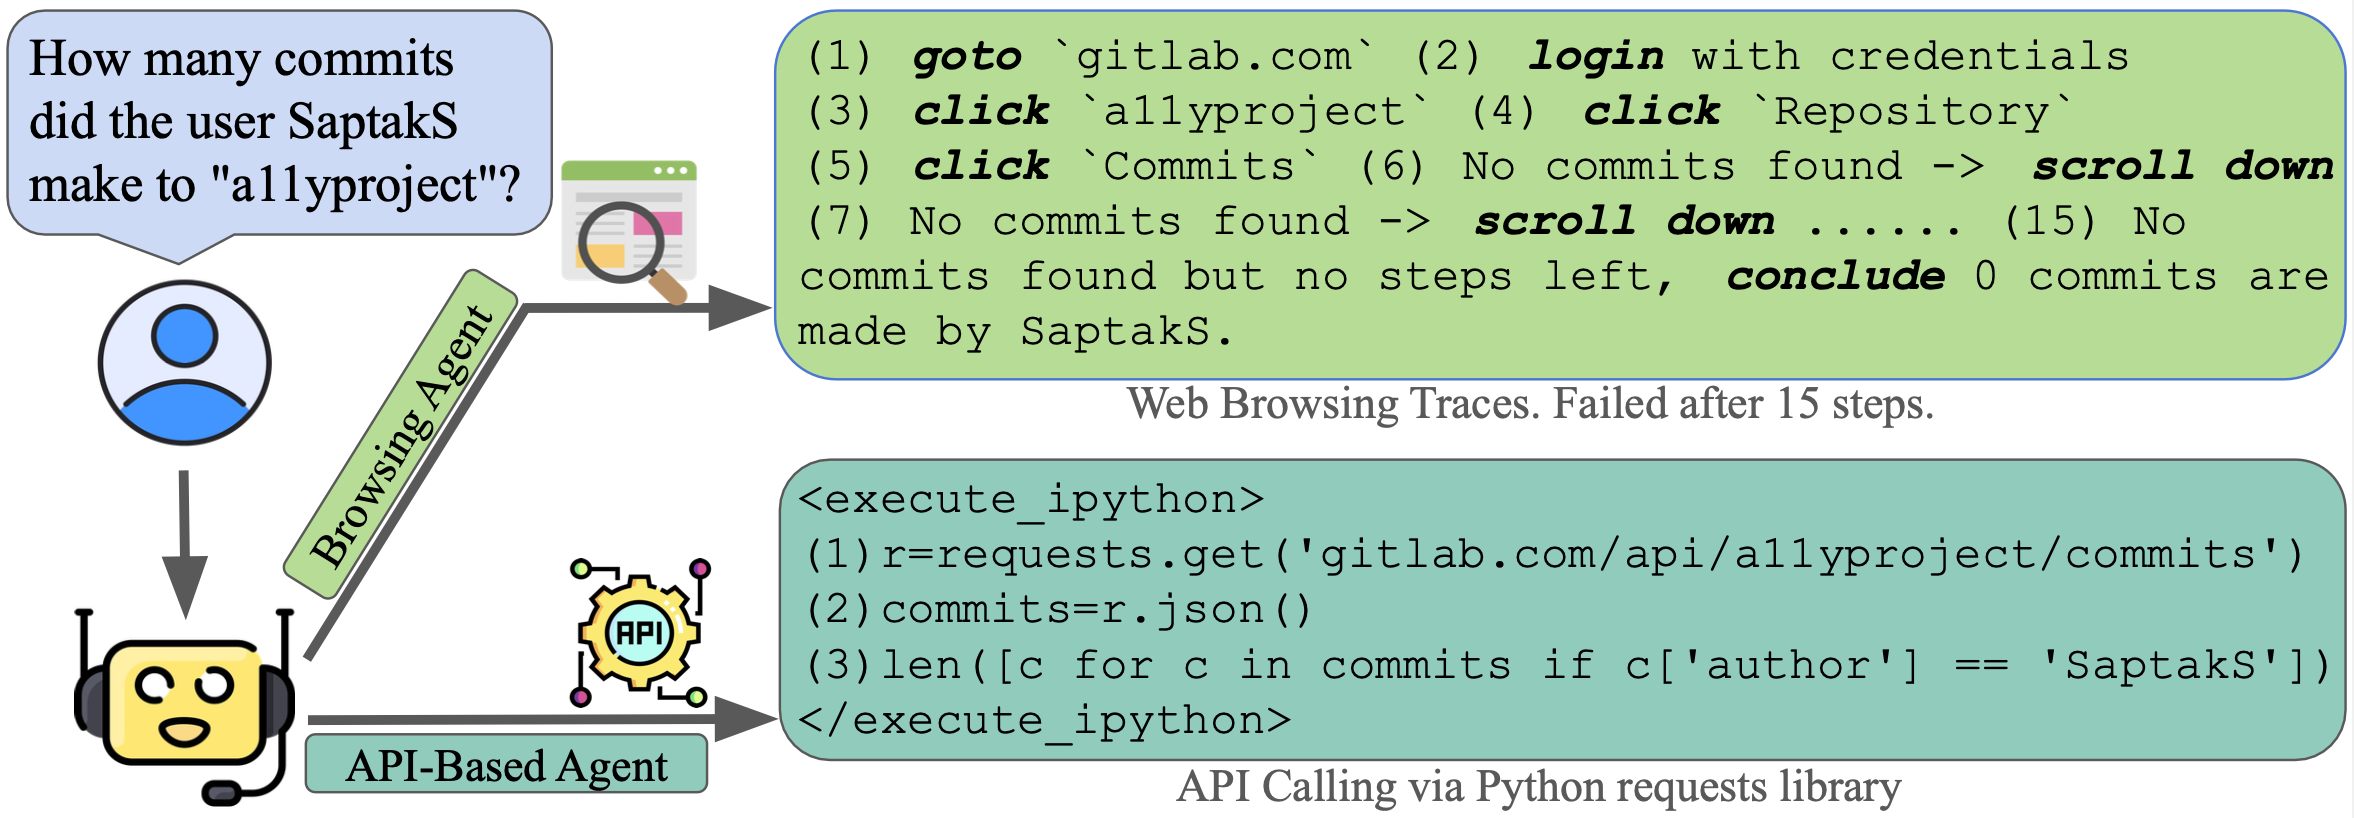 How many commits
did the user SaptakS
make to "a11yproject"?
Browsing Agent
(1) goto `gitlab.com` (2) login with credentials
(3) click `a11yproject` (4) click `Repository`
(5) click `Commits` (6) No commits found -> scroll down
(7) No commits found -> scroll down ...... (15) No
commits found but no steps left, conclude 0 commits are
made by SaptakS.
Web Browsing Traces. Failed after 15 steps.
API
API-Based Agent
<execute_ipython>
(1)r=requests.get('gitlab.com/api/a11yproject/commits')
(2)commits=r.json()
(3)len([c for c in commits if c['author'] == 'SaptakS'])
</execute_ipython>
API Calling via Python requests library